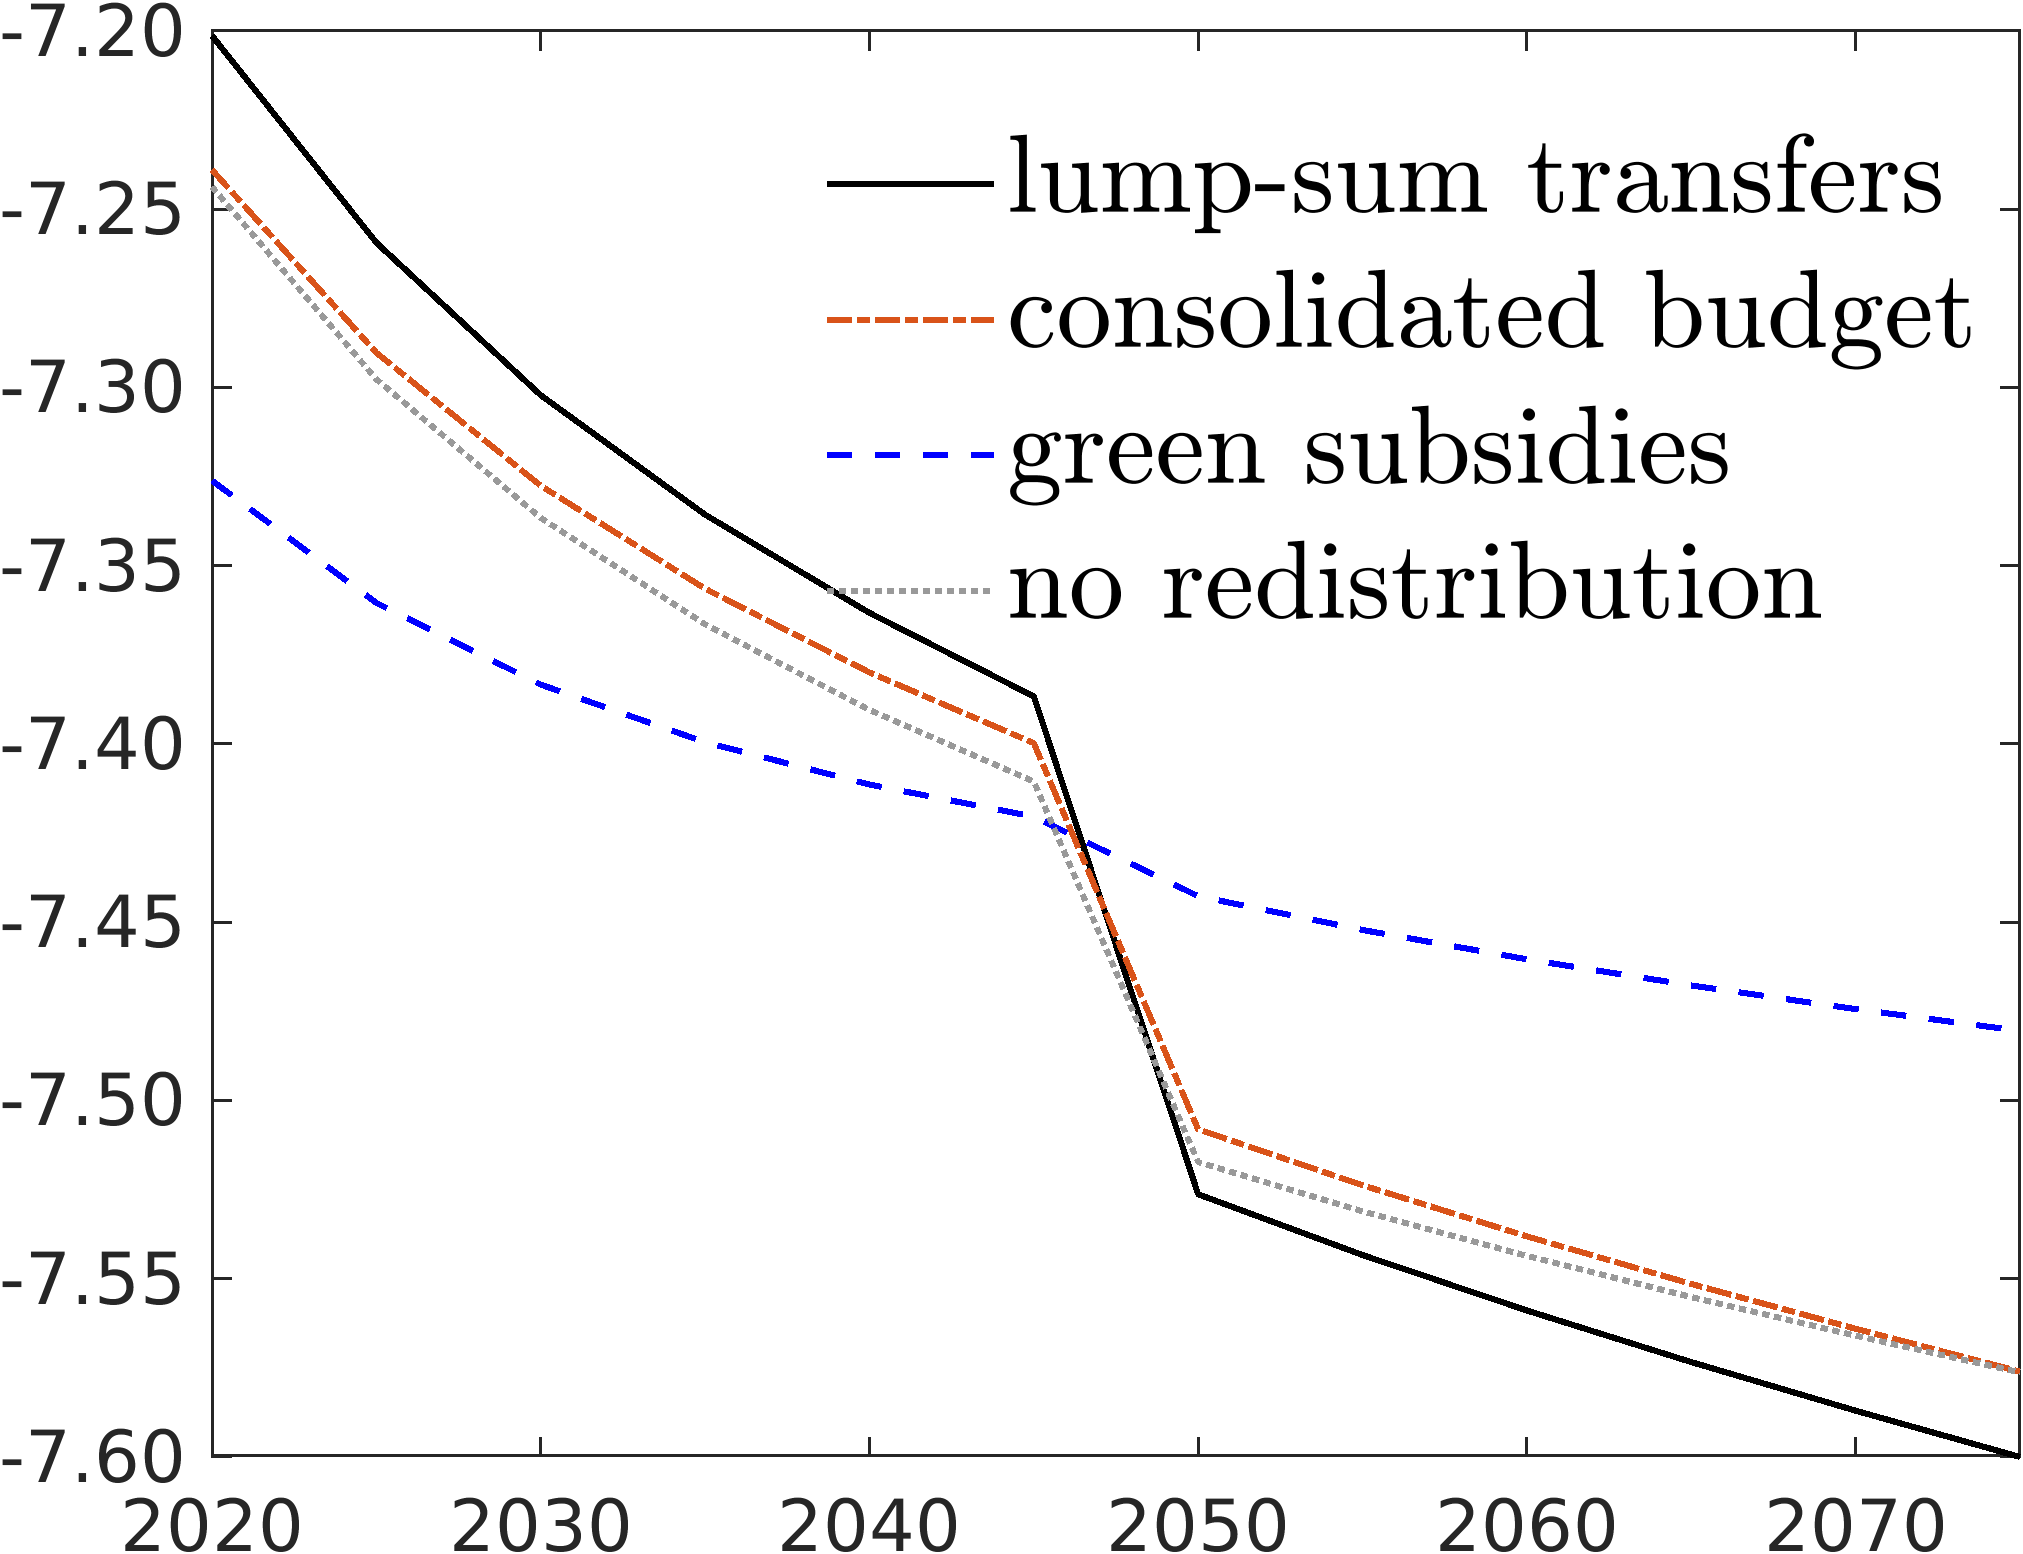 -7.20
-7.25
-7.30
-7.35
-7.40
-7.45
-7.50
-7.55
-7.60
lump-sum transfers
consolidated budget
green subsidies
no redistribution
2020 2030 2040 2050 2060 2070